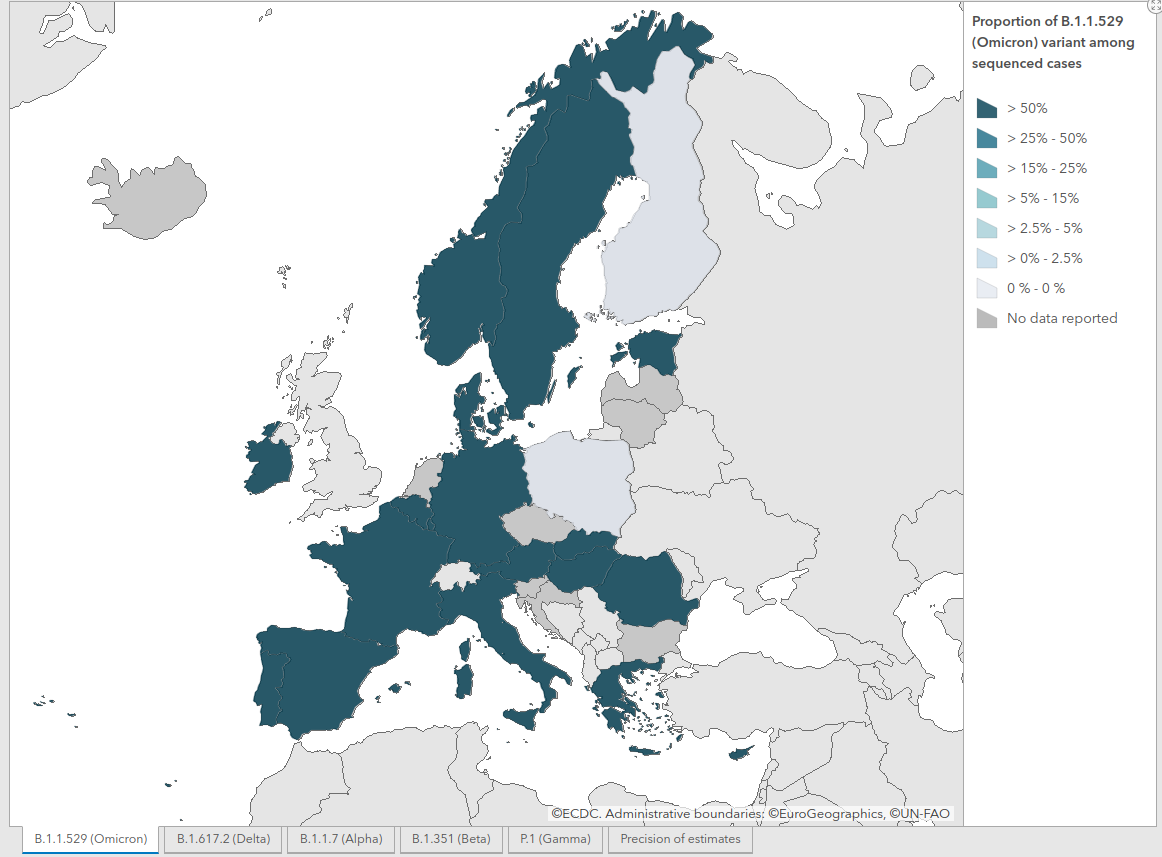 Proportion of B.1.1.529
(Omicron) variant among
sequenced cases
> 50%
> 25% - 50%
> 15% - 25%
> 5% - 15%
> 2.5% - 5%
> 0% - 2.5%
0 % - 0 %
No data reported
©ECDC. Administrative boundaries: ©EuroGeographics, ©UN-FAO
B.1.1.529 (Omicron) B.1.617.2 (Delta) B.1.1.7 (Alpha) B.1.351 (Beta) P.1 (Gamma) Precision of estimates